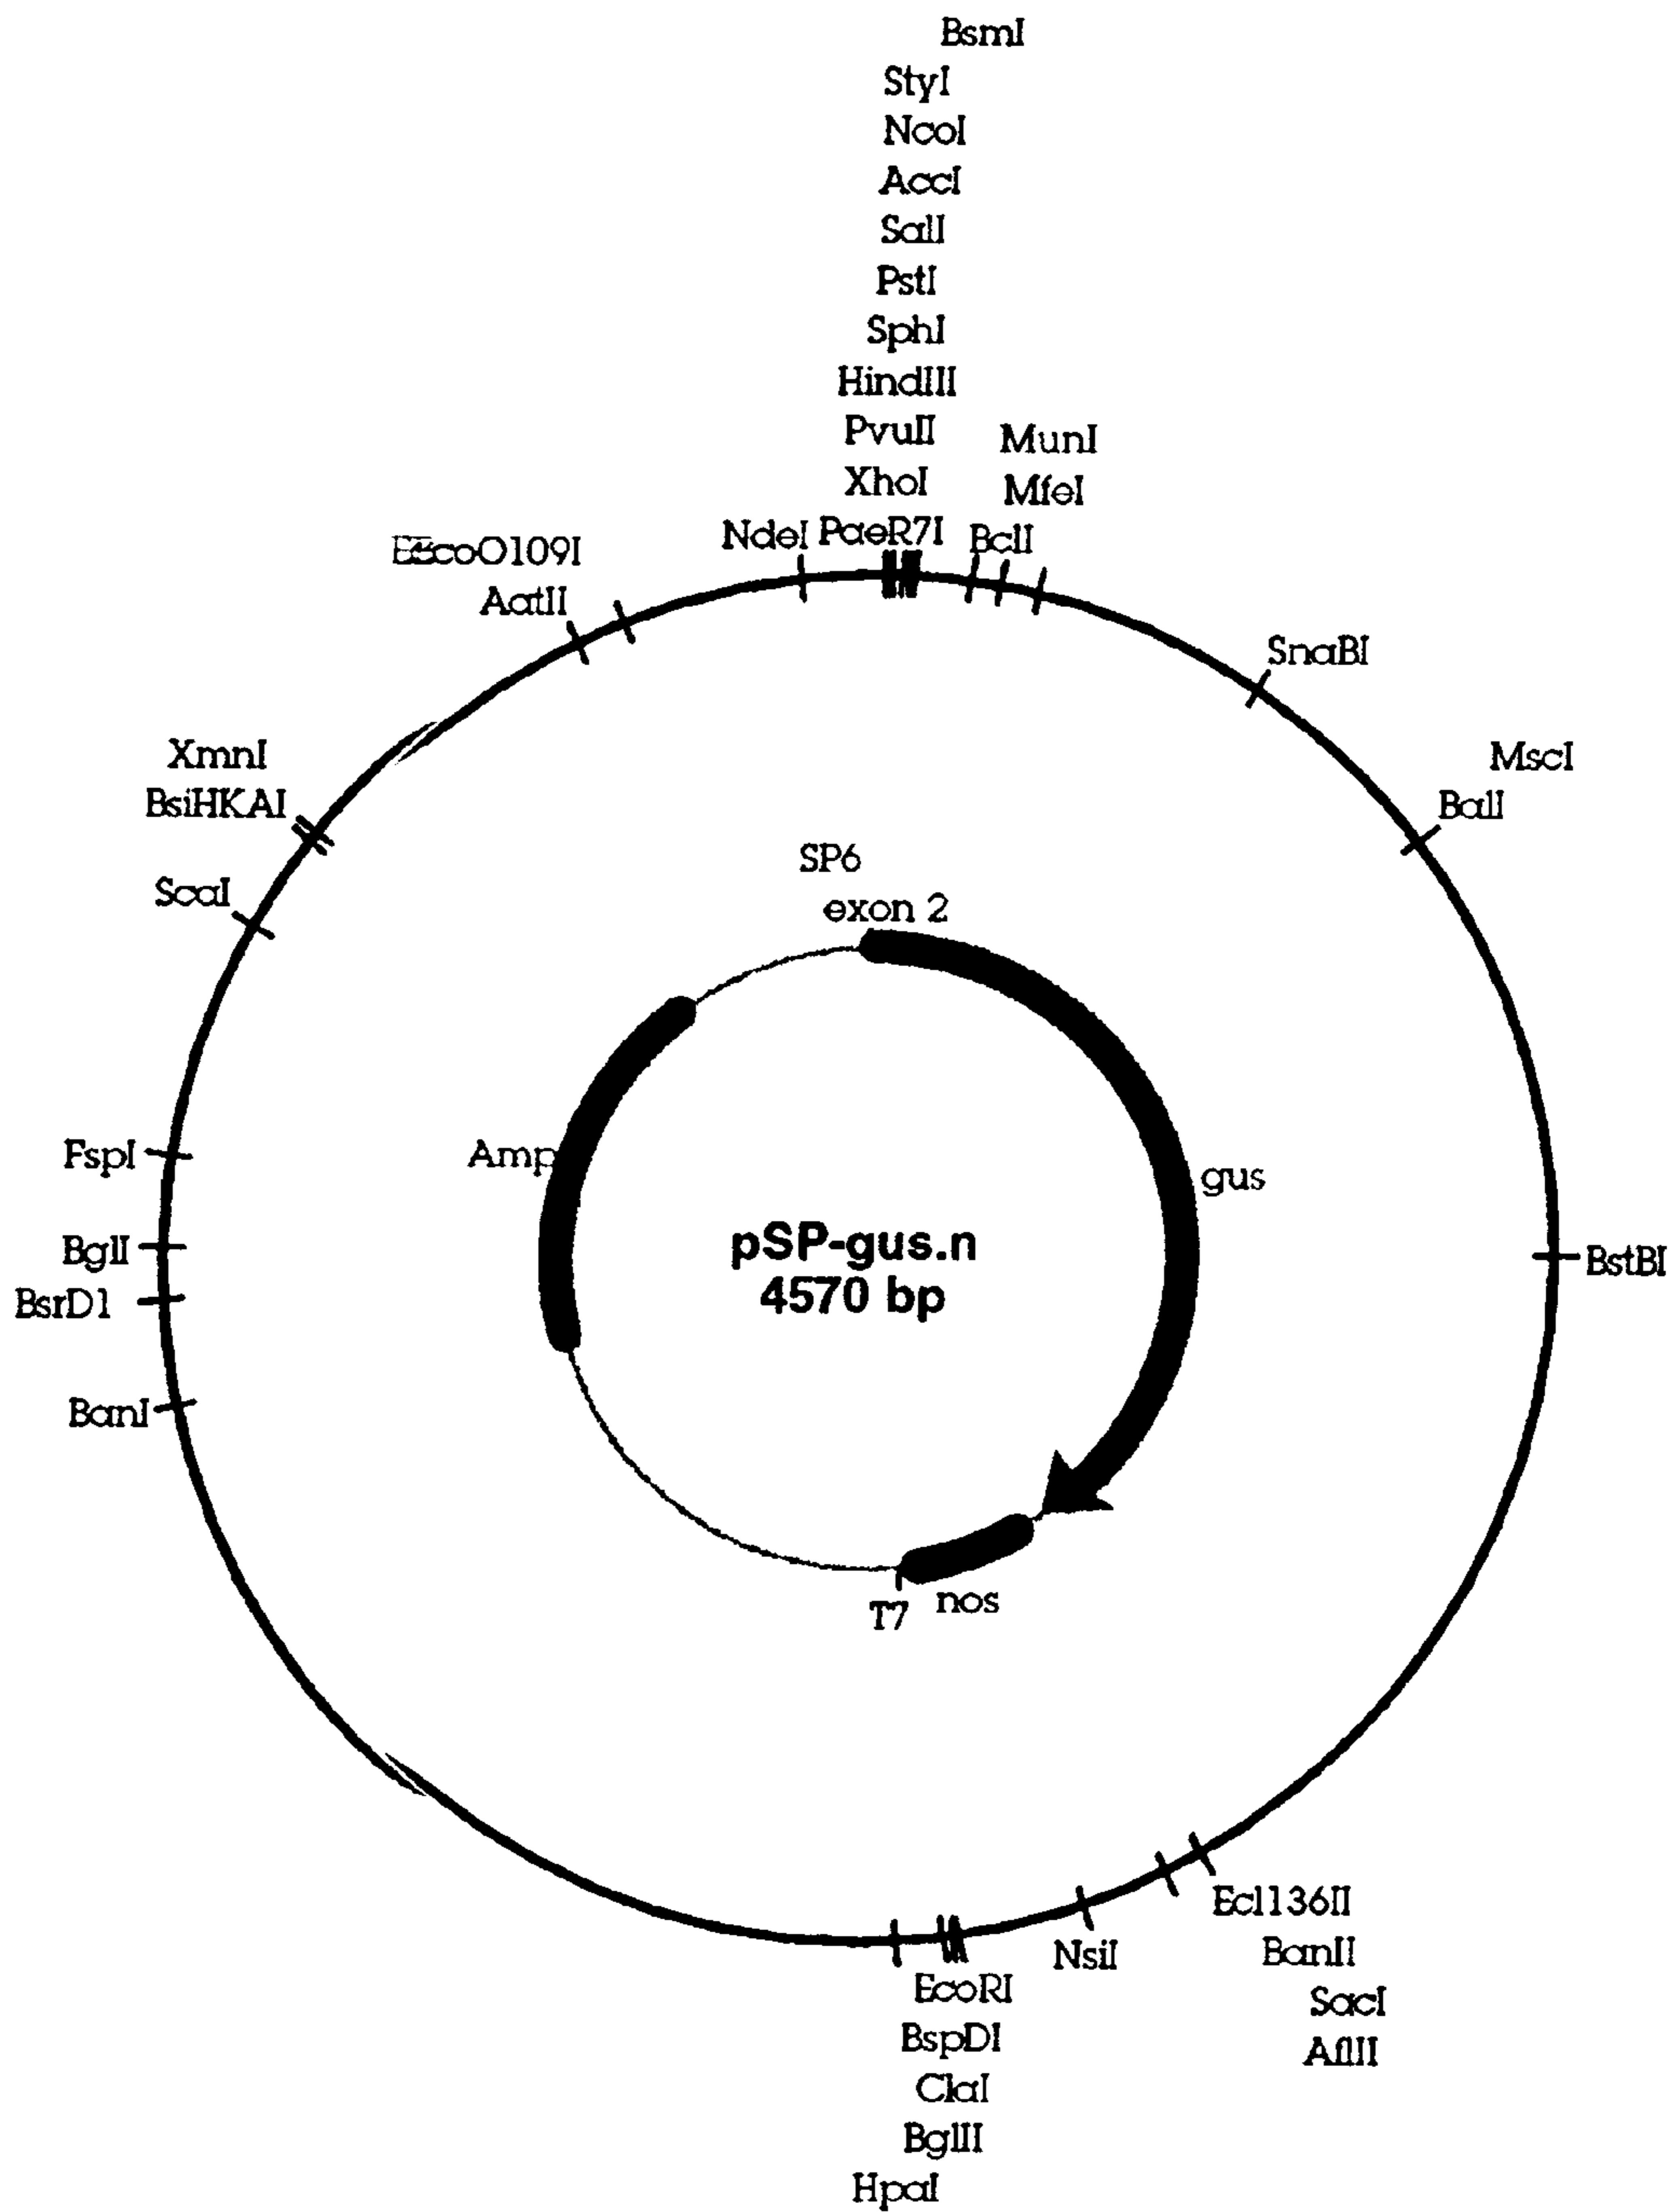 BsmI
StyI
NcoI
AccI
SalI
PstI
SphI
HindIII
PvuII
XhoI
PaeR7I
MunI
MfeI
BclI
NdeI
EcoO109I
AatII
SnaBI
MscI
BalI
XmnI
BsiHKAI
ScaI
SP6
exon 2
FspI
Amp
gus
BglI
BsrD1
BanI
pSP-gus.n
4570 bp
BstBI
T7
nos
Ecl136II
BanII
SacI
AflII
NsiI
EcoRI
BspDI
ClaI
BglII
HpaI